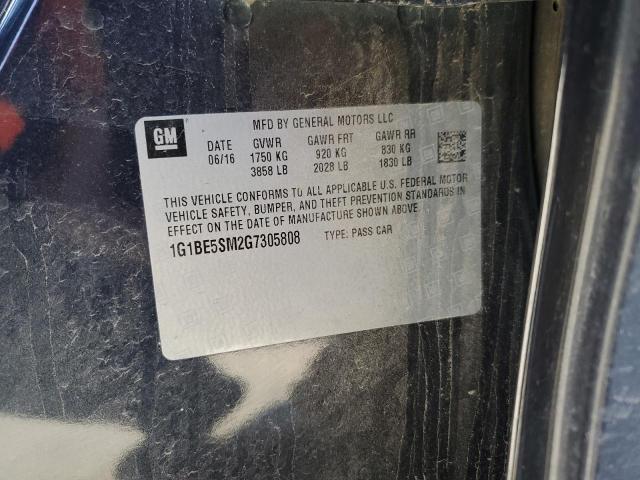 GM
MFD BY GENERAL MOTORS LLC
DATE GVWR GAWR FRT GAWR RR
06/16 1750 KG 920 KG 830 KG
3858 LB 2028 LB 1830 LB
THIS VEHICLE CONFORMS TO ALL APPLICABLE U.S. FEDERAL MOTOR
VEHICLE SAFETY, BUMPER, AND THEFT PREVENTION STANDARDS IN
EFFECT ON THE DATE OF MANUFACTURE SHOWN ABOVE.
1G1BE5SM2G7305808 TYPE: PASS CAR